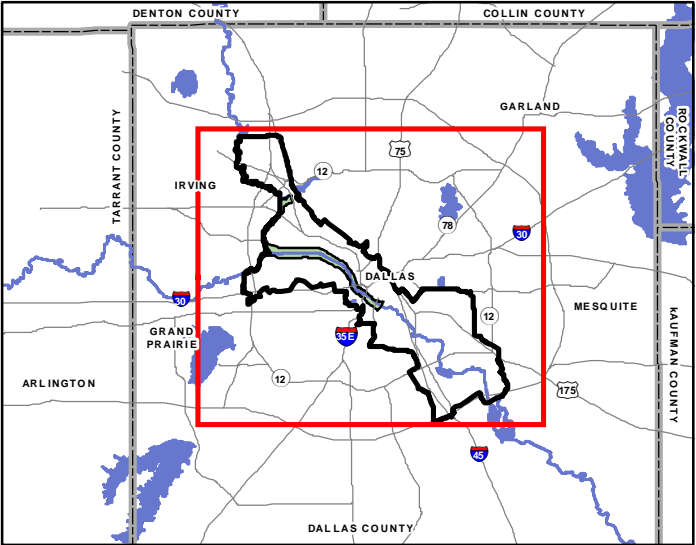 DENTON COUNTY
COLLIN COUNTY
GARLAND
TARRANT COUNTY
ROCKWALL
COUNTY
75
12
IRVING
78
30
DALLAS
30
12
MESQUITE
GRAND
PRAIRIE
35E
KAUFMAN COUNTY
12
ARLINGTON
175
45
DALLAS COUNTY